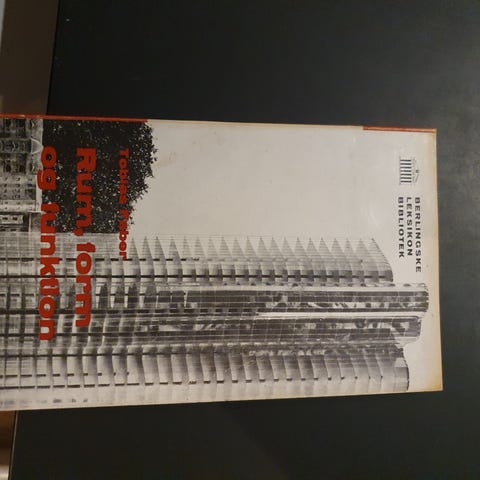 BERLINGSKE
LEKSIKON
BIBLIOTEK
Tobias Faber
Rum, form
og funktion